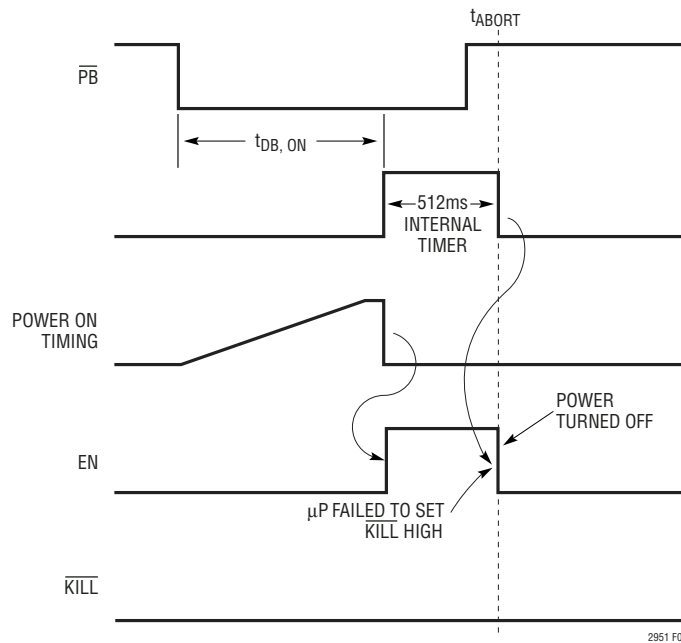 tABORT
PB
tDB, ON
512ms
INTERNAL
TIMER
POWER ON
TIMING
POWER
TURNED OFF
EN
µP FAILED TO SET
KILL HIGH
KILL
2951 F0